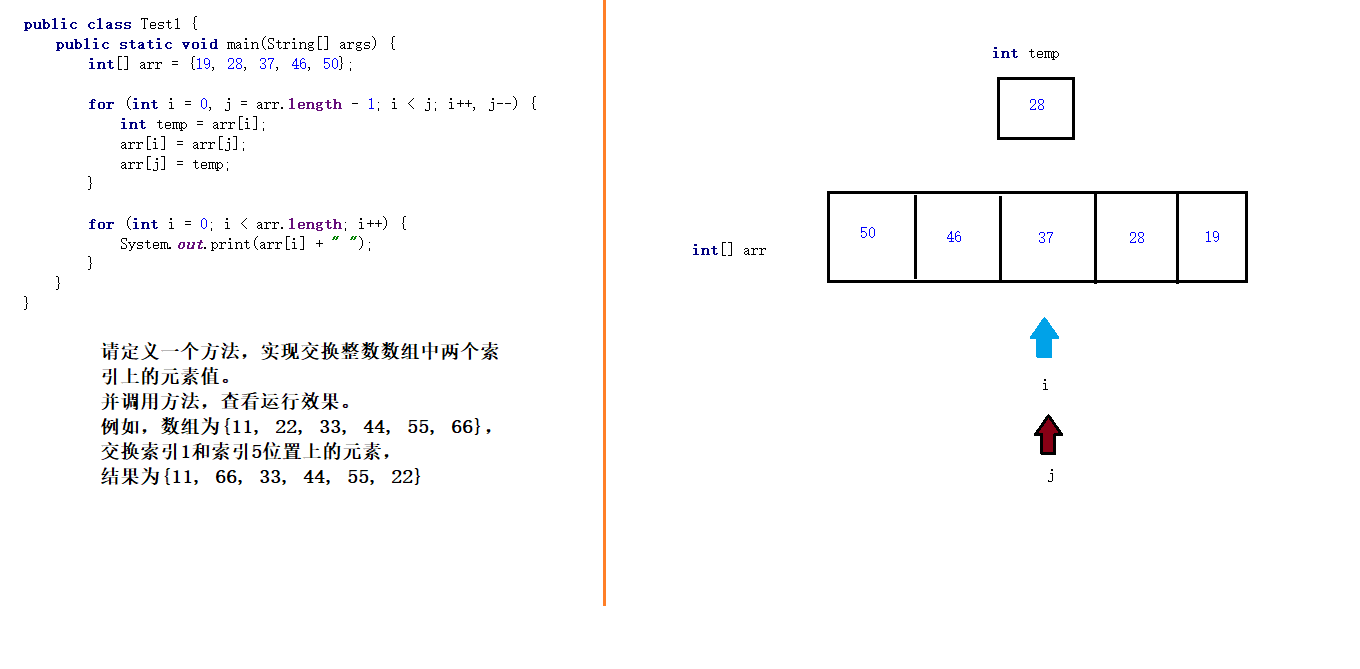 public class Test1 {
public static void main(String[] args) {
int[] arr = {19, 28, 37, 46, 50};
for (int i = 0, j = arr.length - 1; i < j; i++, j--) {
int temp = arr[i];
arr[i] = arr[j];
arr[j] = temp;
}
for (int i = 0; i < arr.length; i++) {
System.out.print(arr[i] + " ");
}
}
}
请定义一个方法，实现交换整数数组中两个索
引上的元素值。
并调用方法，查看运行效果。
例如，数组为{11, 22, 33, 44, 55, 66}，
交换索引1和索引5位置上的元素，
结果为{11, 66, 33, 44, 55, 22}
int temp
28
int[] arr
50 46 37 28 19
i
j